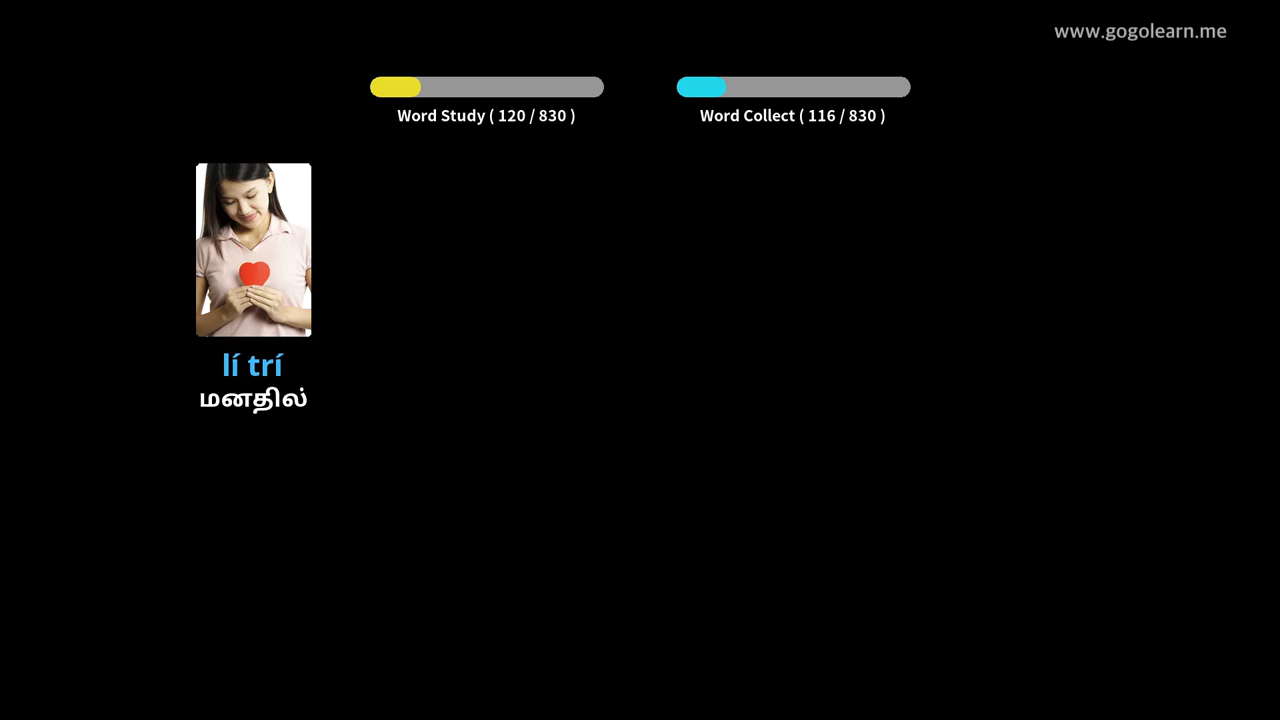 www.gogolearn.me
Word Study ( 120 / 830 )
Word Collect ( 116 / 830 )
lí trí
மனதில்